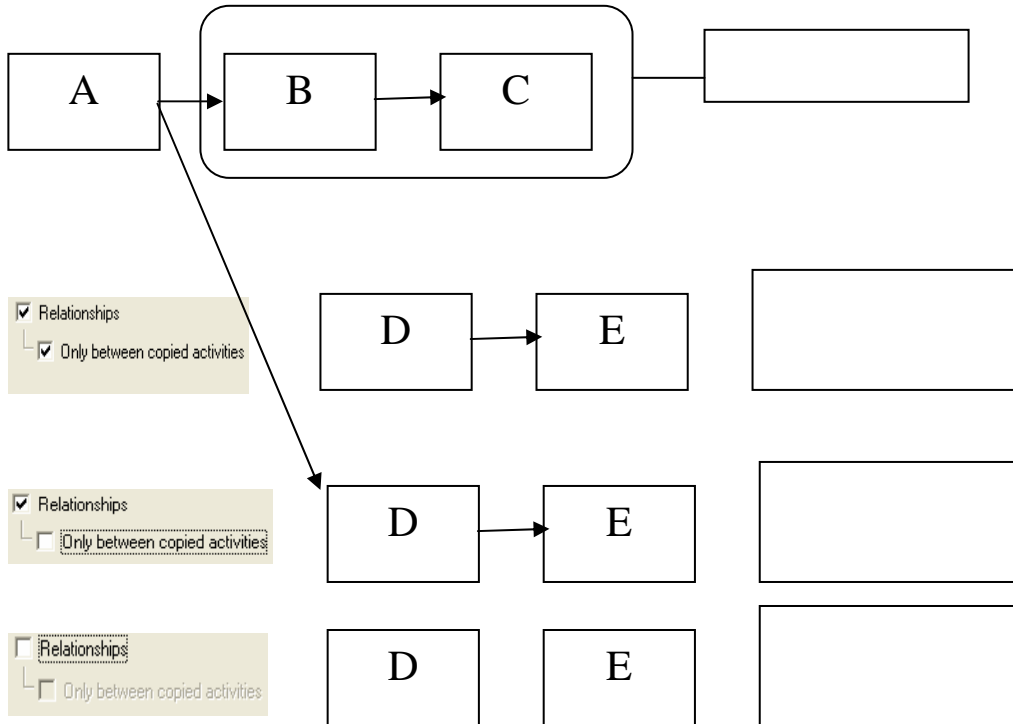 A B C
Relationships
Only between copied activities
D E
Relationships
Only between copied activities
D E
Relationships
Only between copied activities
D E